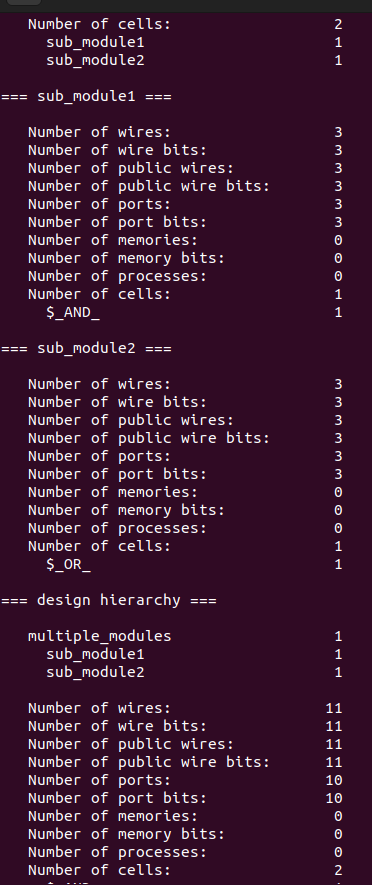 Number of cells: 2
sub_module1 1
sub_module2 1
=== sub_module1 ===
Number of wires: 3
Number of wire bits: 3
Number of public wires: 3
Number of public wire bits: 3
Number of ports: 3
Number of port bits: 3
Number of memories: 0
Number of memory bits: 0
Number of processes: 0
Number of cells: 1
$_AND_ 1
=== sub_module2 ===
Number of wires: 3
Number of wire bits: 3
Number of public wires: 3
Number of public wire bits: 3
Number of ports: 3
Number of port bits: 3
Number of memories: 0
Number of memory bits: 0
Number of processes: 0
Number of cells: 1
$_OR_ 1
=== design hierarchy ===
multiple_modules 1
sub_module1 1
sub_module2 1
Number of wires: 11
Number of wire bits: 11
Number of public wires: 11
Number of public wire bits: 11
Number of ports: 10
Number of port bits: 10
Number of memories: 0
Number of memory bits: 0
Number of processes: 0
Number of cells: 2